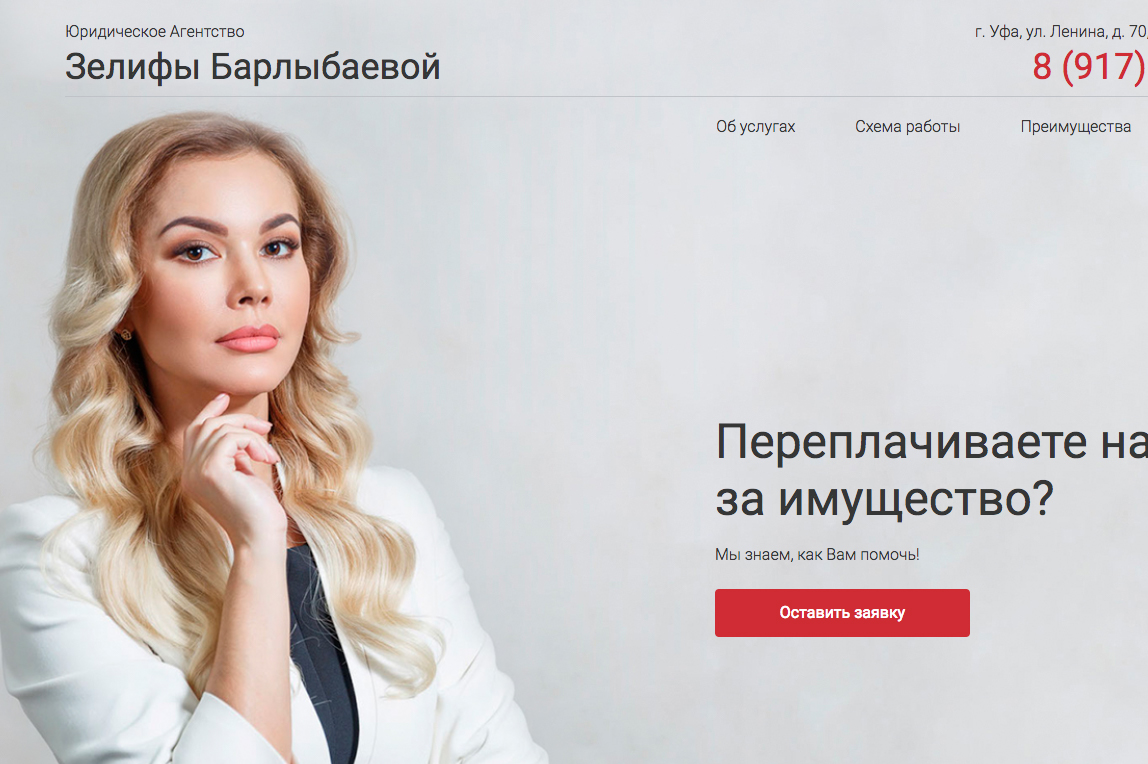 Юридическое Агентство
Зелифы Барлыбаевой
г. Уфа, ул. Ленина, д. 70,
8 (917)
Об услугах
Схема работы
Преимущества
Переплачиваете на
за имущество?
Мы знаем, как Вам помочь!
Оставить заявку